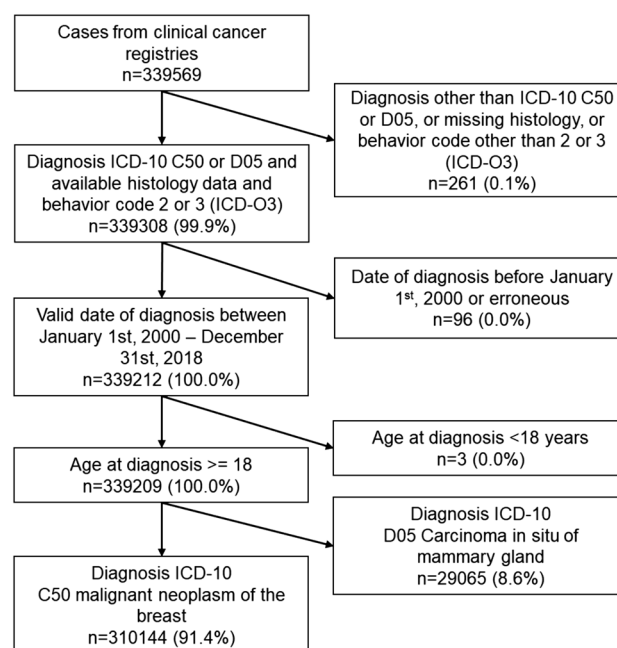 Cases from clinical cancer
registries
n=339569
Diagnosis other than ICD-10 C50
or D05, or missing histology, or
behavior code other than 2 or 3
(ICD-O3)
n=261 (0.1%)
Diagnosis ICD-10 C50 or D05 and
available histology data and
behavior code 2 or 3 (ICD-O3)
n=339308 (99.9%)
Date of diagnosis before January
1st, 2000 or erroneous
n=96 (0.0%)
Valid date of diagnosis between
January 1st, 2000 – December
31st, 2018
n=339212 (100.0%)
Age at diagnosis <18 years
n=3 (0.0%)
Age at diagnosis >= 18
n=339209 (100.0%)
Diagnosis ICD-10
D05 Carcinoma in situ of
mammary gland
n=29065 (8.6%)
Diagnosis ICD-10
C50 malignant neoplasm of the
breast
n=310144 (91.4%)